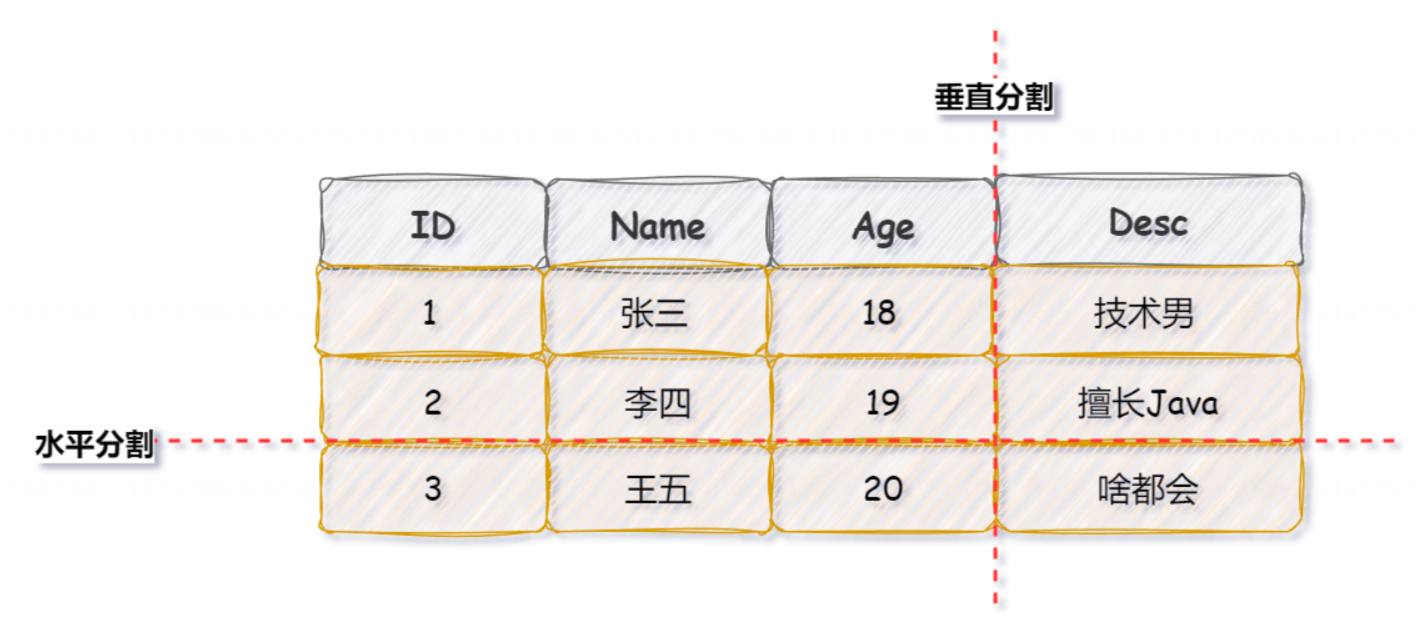 垂直分割
ID Name Age Desc
1 张三 18 技术男
2 李四 19 擅长Java
水平分割
3 王五 20 啥都会